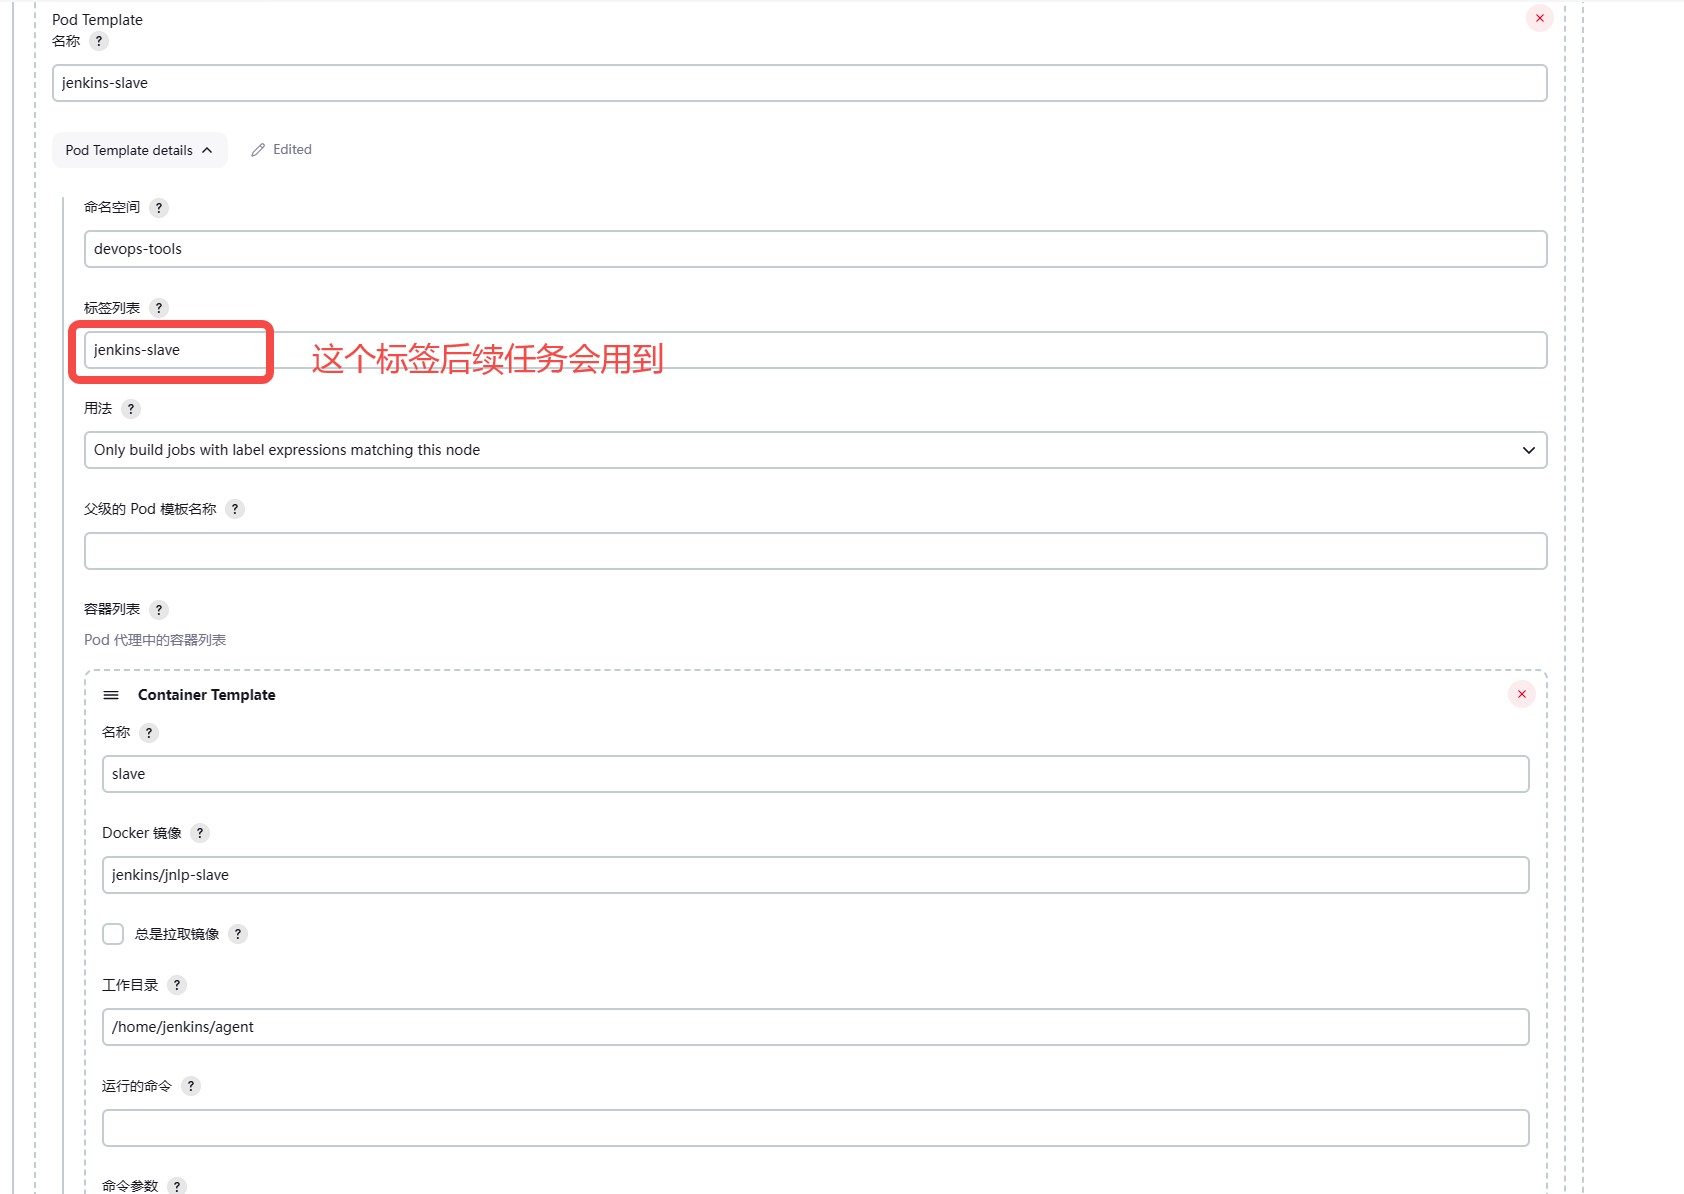 Pod Template
名称 ?
jenkins-slave
Pod Template details
Edited
命名空间 ?
devops-tools
标签列表 ?
jenkins-slave
这个标签后续任务会用到
用法 ?
Only build jobs with label expressions matching this node
父级的 Pod 模板名称 ?
容器列表 ?
Pod 代理中的容器列表
Container Template
名称 ?
slave
Docker 镜像 ?
jenkins/jnlp-slave
总是拉取镜像 ?
工作目录 ?
/home/jenkins/agent
运行的命令 ?
命令参数 ?